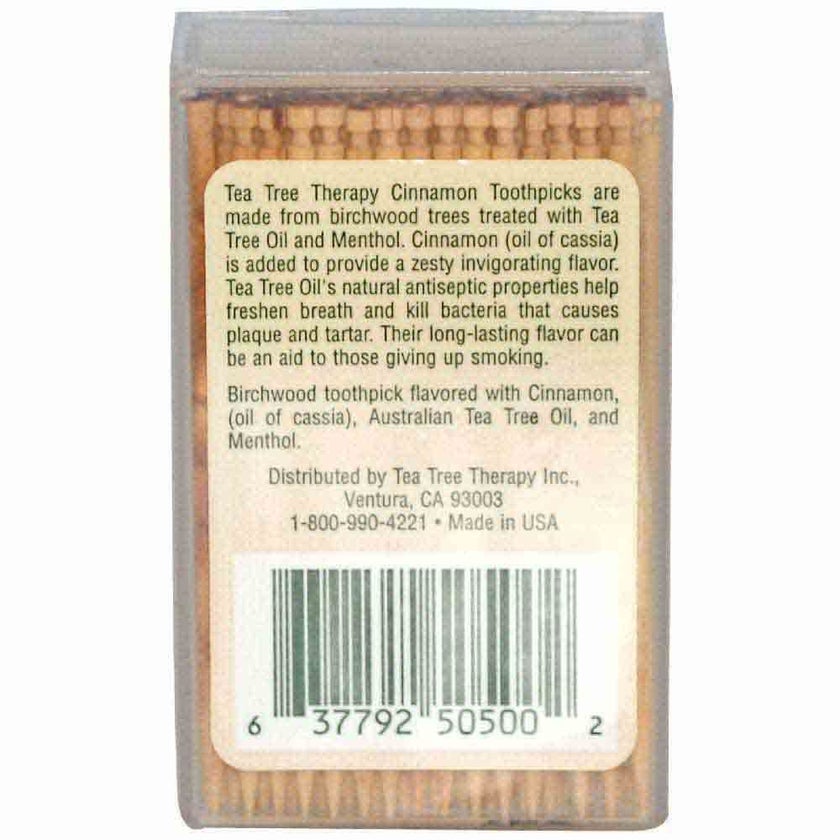 Tea Tree Therapy Cinnamon Toothpicks are
made from birchwood trees treated with Tea
Tree Oil and Menthol. Cinnamon (oil of cassia)
is added to provide a zesty invigorating flavor.
Tea Tree Oil's natural antiseptic properties help
freshen breath and kill bacteria that causes
plaque and tartar. Their long-lasting flavor can
be an aid to those giving up smoking.
Birchwood toothpick flavored with Cinnamon,
(oil of cassia), Australian Tea Tree Oil, and
Menthol.
Distributed by Tea Tree Therapy Inc.,
Ventura, CA 93003
1-800-990-4221 • Made in USA
6 37792 50500 2